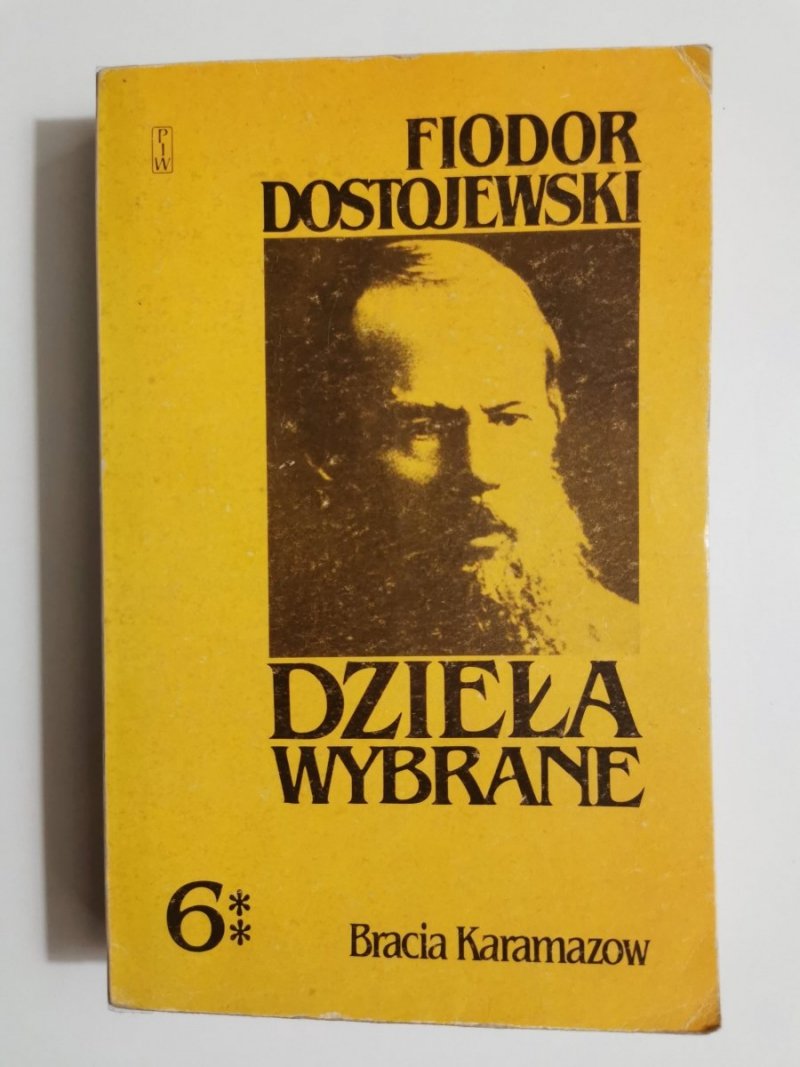 PIW
FIODOR
DOSTOJEWSKI
DZIEŁA
WYBRANE
6**
**
Bracia Karamazow